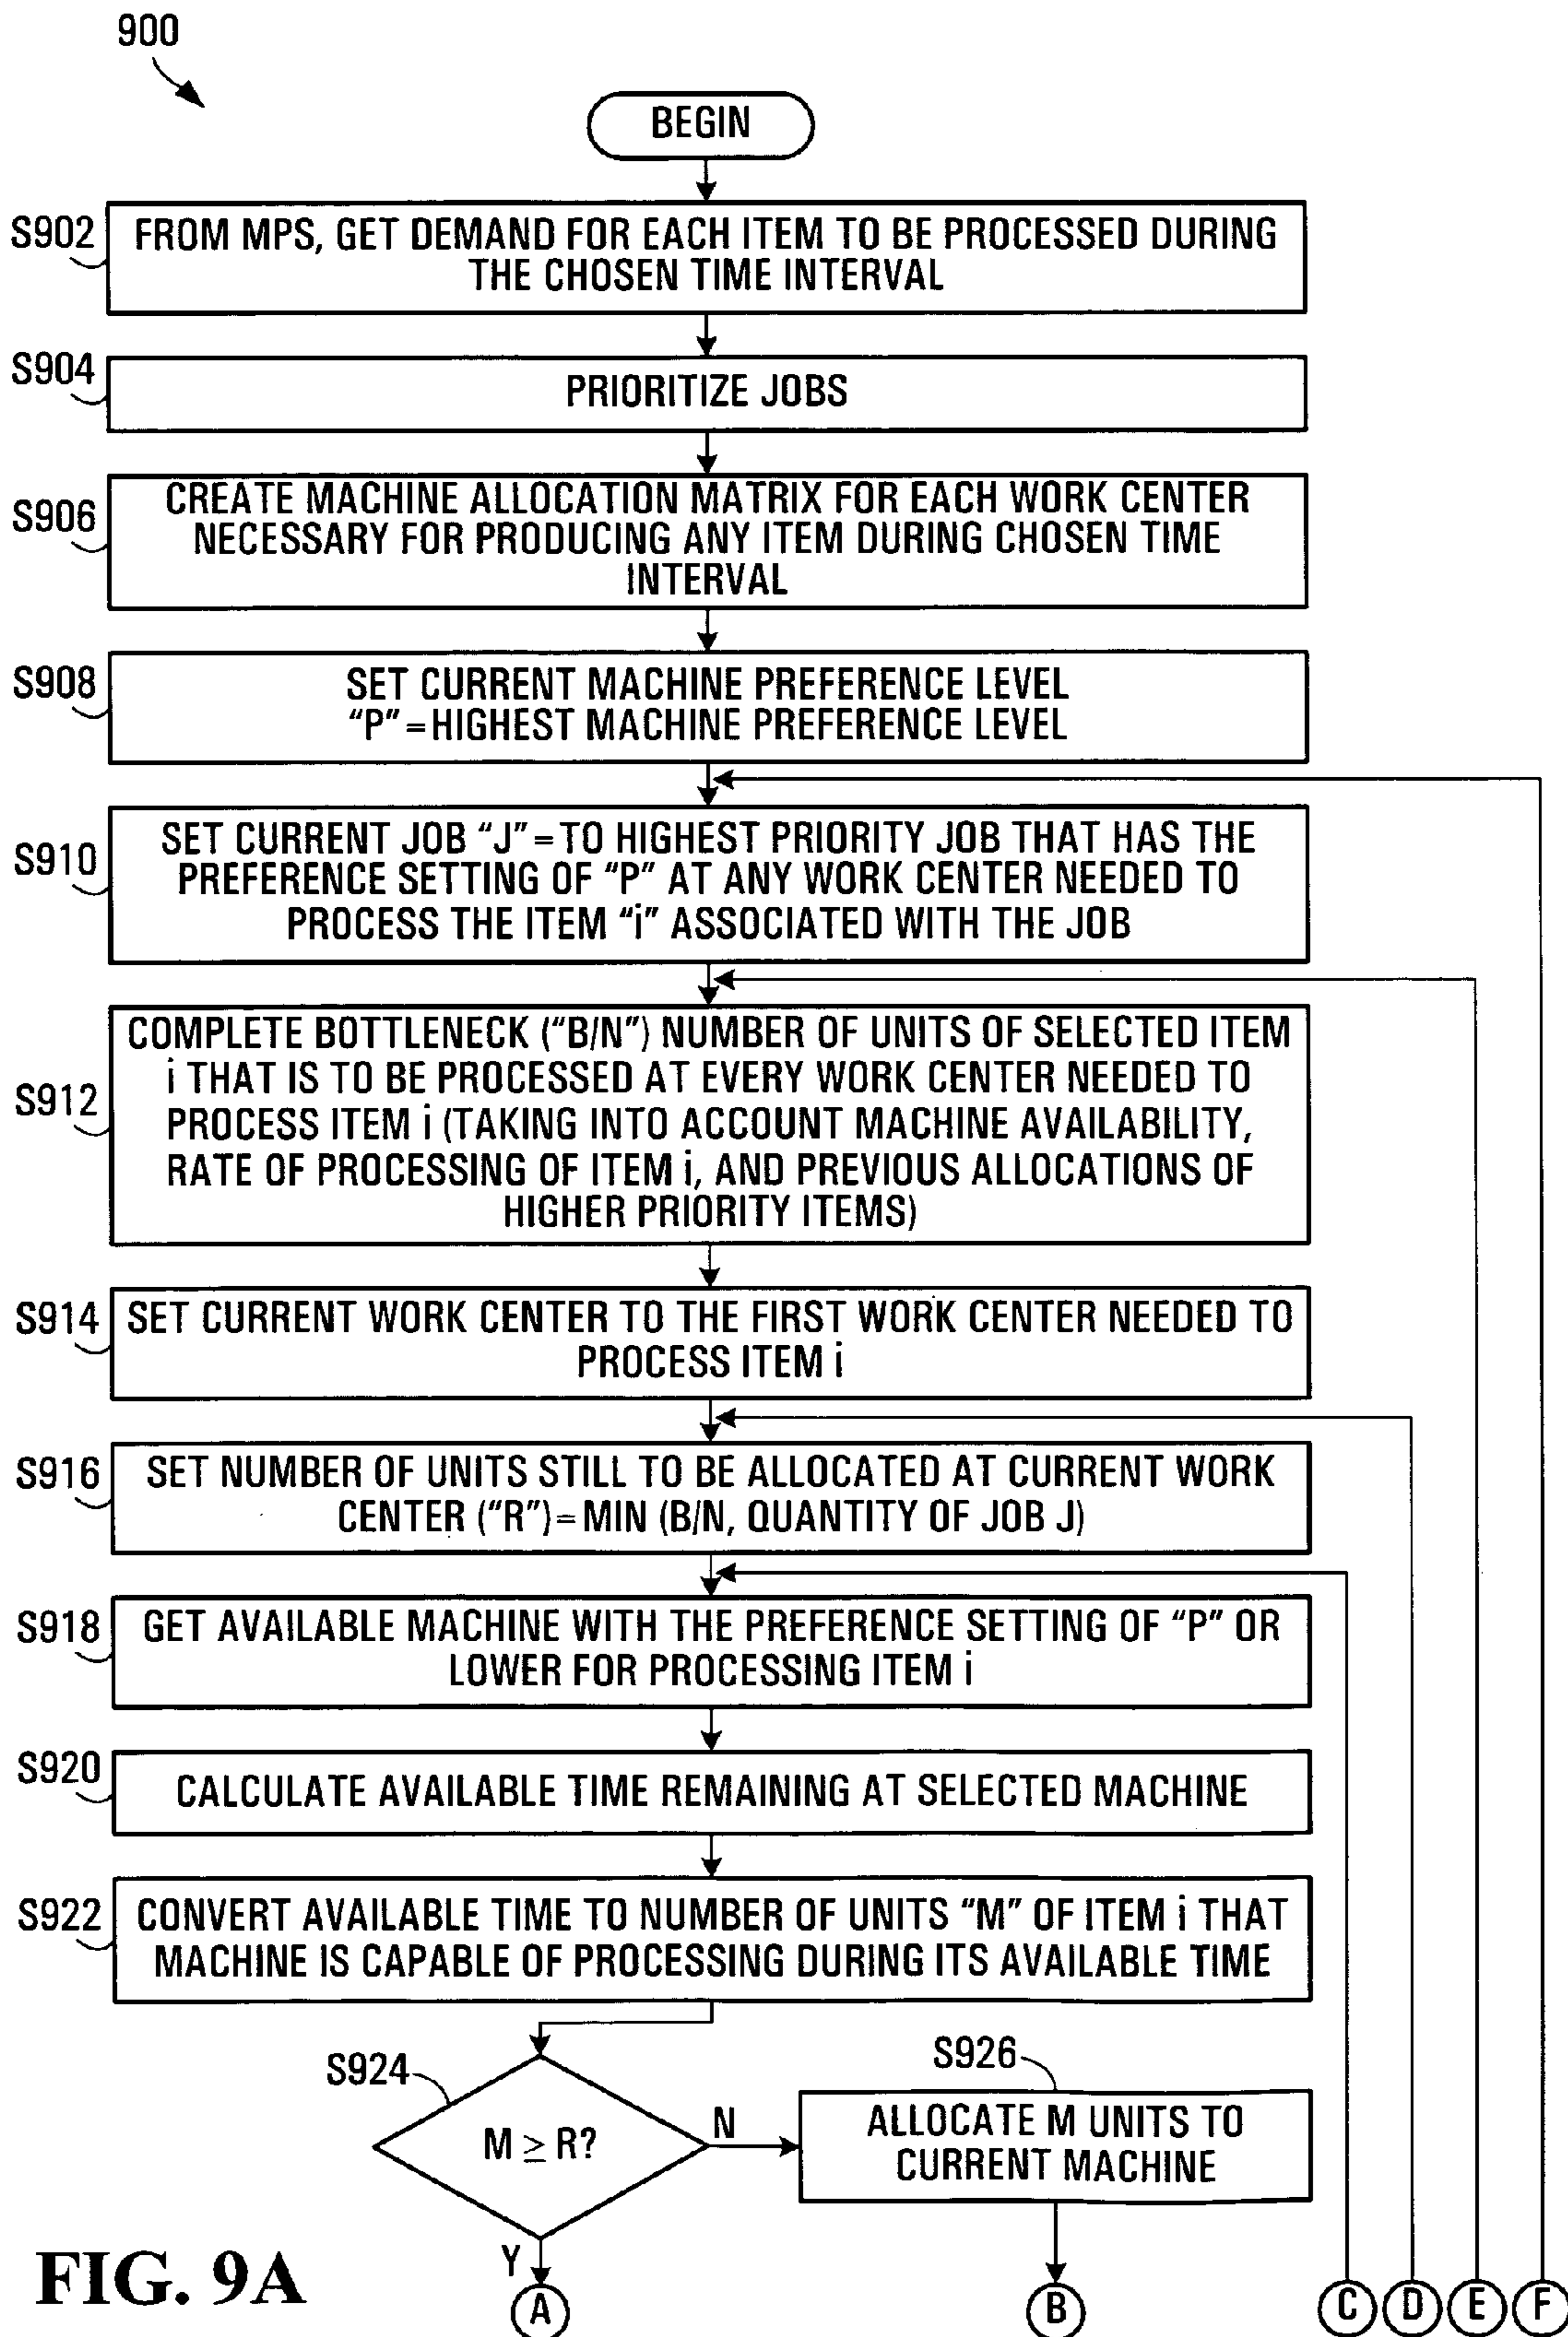 900
BEGIN
S902
FROM MPS, GET DEMAND FOR EACH ITEM TO BE PROCESSED DURING
THE CHOSEN TIME INTERVAL
S904
PRIORITIZE JOBS
S906
CREATE MACHINE ALLOCATION MATRIX FOR EACH WORK CENTER
NECESSARY FOR PRODUCING ANY ITEM DURING CHOSEN TIME
INTERVAL
S908
SET CURRENT MACHINE PREFERENCE LEVEL
"P" = HIGHEST MACHINE PREFERENCE LEVEL
S910
SET CURRENT JOB "J" = TO HIGHEST PRIORITY JOB THAT HAS THE
PREFERENCE SETTING OF "P" AT ANY WORK CENTER NEEDED TO
PROCESS THE ITEM "i" ASSOCIATED WITH THE JOB
S912
COMPLETE BOTTLENECK ("B/N") NUMBER OF UNITS OF SELECTED ITEM
i THAT IS TO BE PROCESSED AT EVERY WORK CENTER NEEDED TO
PROCESS ITEM i (TAKING INTO ACCOUNT MACHINE AVAILABILITY,
RATE OF PROCESSING OF ITEM i, AND PREVIOUS ALLOCATIONS OF
HIGHER PRIORITY ITEMS)
S914
SET CURRENT WORK CENTER TO THE FIRST WORK CENTER NEEDED TO
PROCESS ITEM i
S916
SET NUMBER OF UNITS STILL TO BE ALLOCATED AT CURRENT WORK
CENTER ("R") = MIN (B/N, QUANTITY OF JOB J)
S918
GET AVAILABLE MACHINE WITH THE PREFERENCE SETTING OF "P" OR
LOWER FOR PROCESSING ITEM i
S920
CALCULATE AVAILABLE TIME REMAINING AT SELECTED MACHINE
S922
CONVERT AVAILABLE TIME TO NUMBER OF UNITS "M" OF ITEM i THAT
MACHINE IS CAPABLE OF PROCESSING DURING ITS AVAILABLE TIME
S924
M ≥ R?
N
S926
ALLOCATE M UNITS TO
CURRENT MACHINE
Y
A
B
C
D
E
F
FIG. 9A